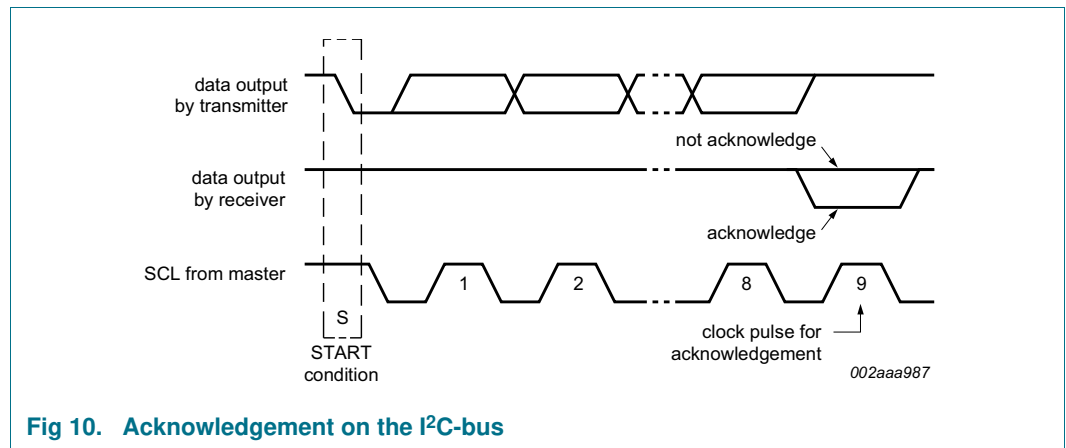 data output
by transmitter
not acknowledge
data output
by receiver
acknowledge
SCL from master
1
2
8
9
S
START
condition
clock pulse for
acknowledgement
002aaa987
Fig 10. Acknowledgement on the I²C-bus